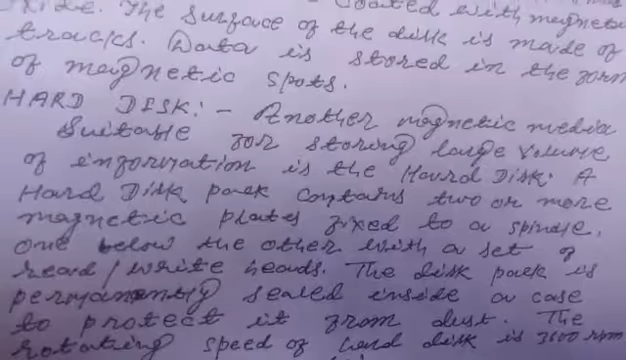 The Surface of the disk is made of
tracks. Data is stored in the form
of magnetic spots.
HARD DISK:- Another magnetic media
Suitable for storing large volume
of information is the Hard Disk. A
Hard Disk pack contains two or more
magnetic plates fixed to a spindle,
one below the other with a set of
read/write heads. The disk pack is
permanently sealed inside a case
to protect it from dust. The
rotating speed of hard disk is 3600 rpm